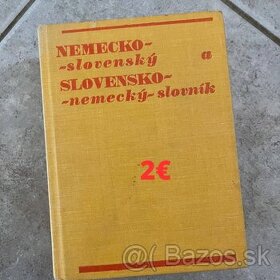 NEMECKO-
-slovenský a
SLOVENSKO-
-nemecký-slovník
2€
Bazos.sk